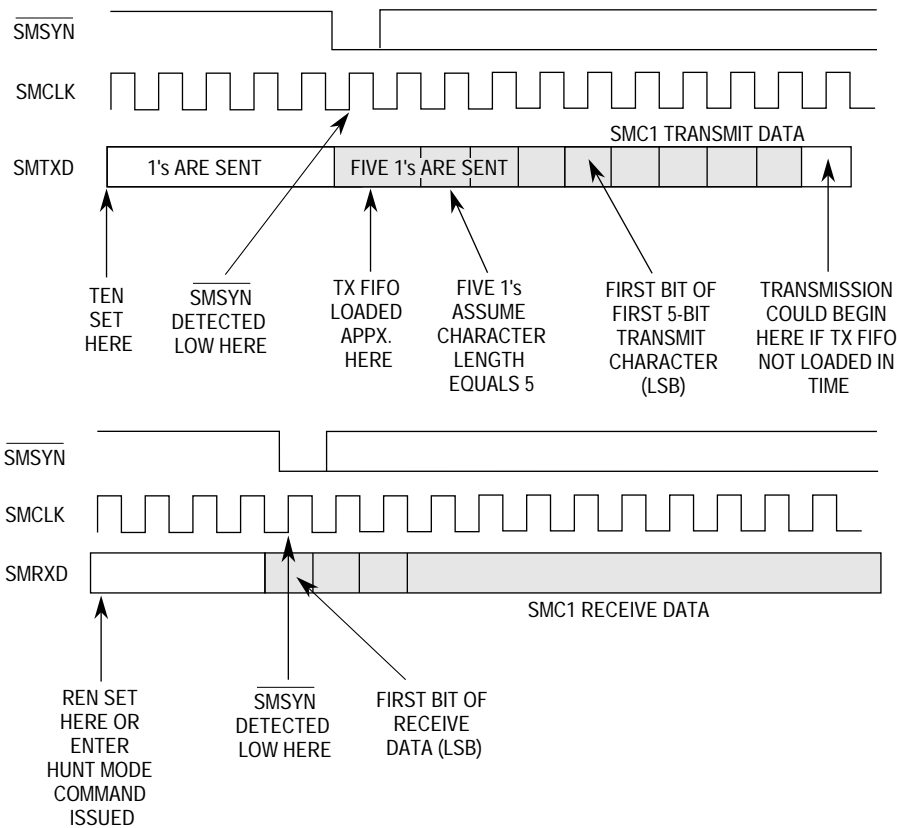 SMSYN
SMCLK
SMC1 TRANSMIT DATA
SMTXD
1's ARE SENT
FIVE 1's ARE SENT
TEN
SET
HERE
SMSYN
DETECTED
LOW HERE
TX FIFO
LOADED
APPX.
HERE
FIVE 1's
ASSUME
CHARACTER
LENGTH
EQUALS 5
FIRST BIT OF
FIRST 5-BIT
TRANSMIT
CHARACTER
(LSB)
TRANSMISSION
COULD BEGIN
HERE IF TX FIFO
NOT LOADED IN
TIME
SMSYN
SMCLK
SMRXD
SMC1 RECEIVE DATA
REN SET
HERE OR
ENTER
HUNT MODE
COMMAND
ISSUED
SMSYN
DETECTED
LOW HERE
FIRST BIT OF
RECEIVE
DATA (LSB)